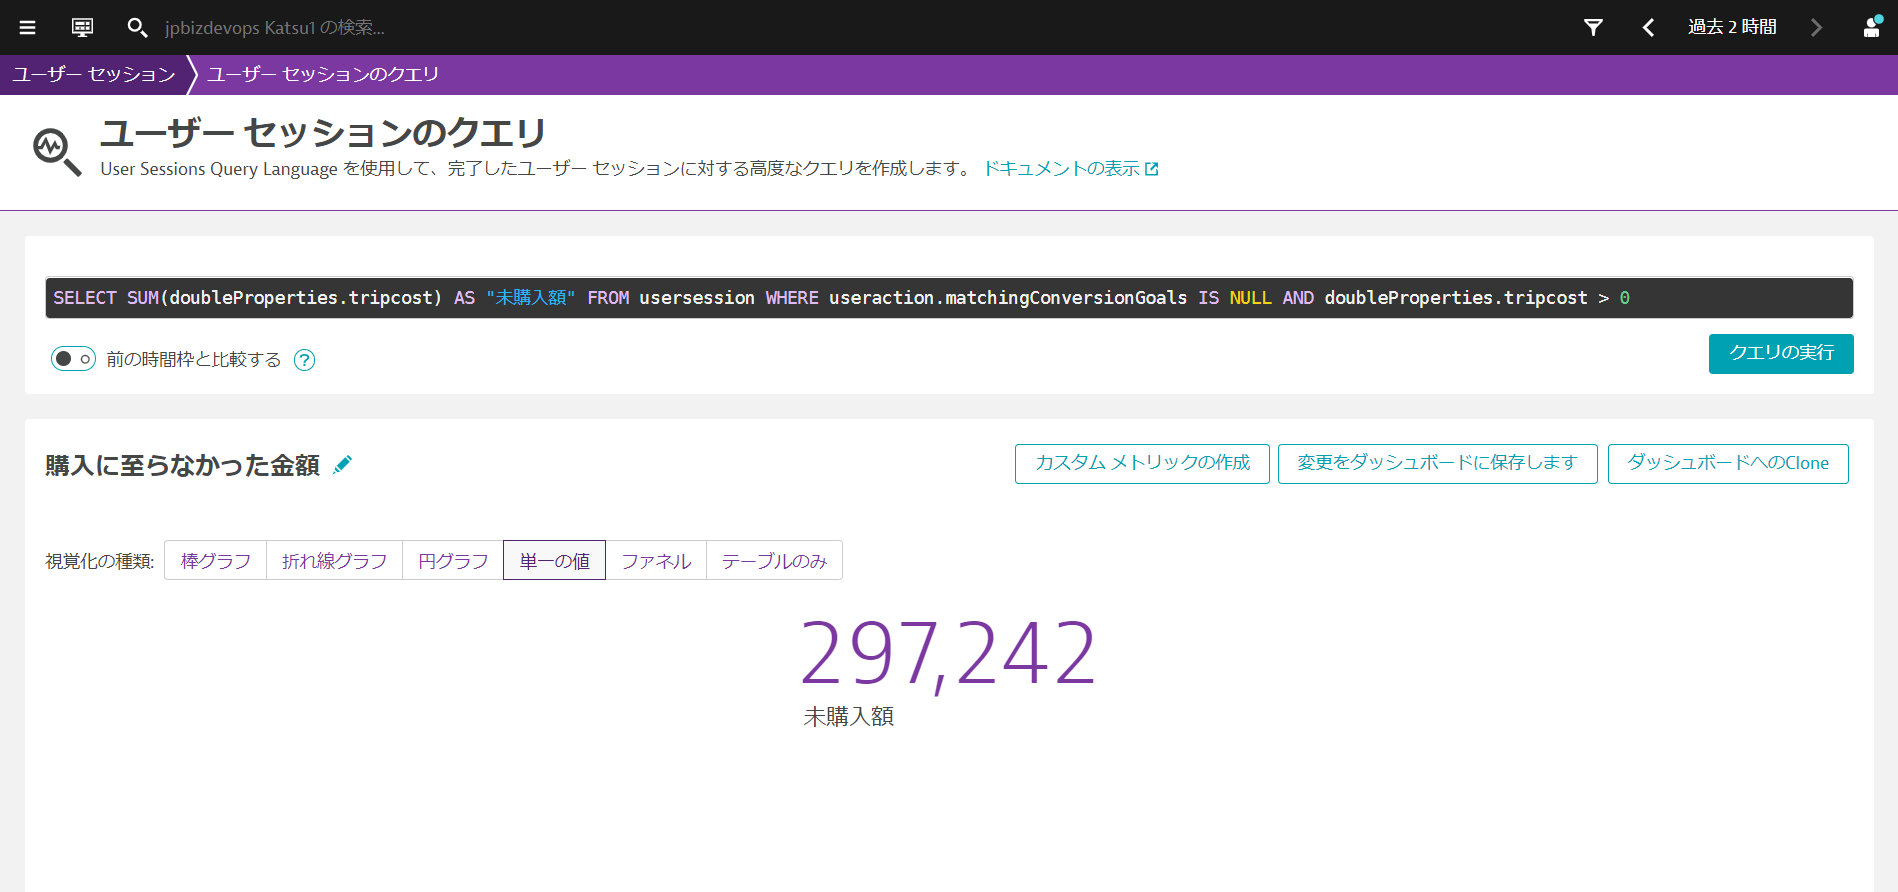 jpbizdevops Katsu1 の検索...
過去 2 時間
ユーザー セッション
ユーザー セッションのクエリ
ユーザー セッションのクエリ
User Sessions Query Language を使用して、完了したユーザー セッションに対する高度なクエリを作成します。 ドキュメントの表示
SELECT SUM(doubleProperties.tripcost) AS "未購入額" FROM usersession WHERE useraction.matchingConversionGoals IS NULL AND doubleProperties.tripcost > 0
前の時間枠と比較する ?
クエリの実行
購入に至らなかった金額
カスタム メトリックの作成
変更をダッシュボードに保存します
ダッシュボードへのClone
視覚化の種類: 棒グラフ 折れ線グラフ 円グラフ 単一の値 ファネル テーブルのみ
297,242
未購入額